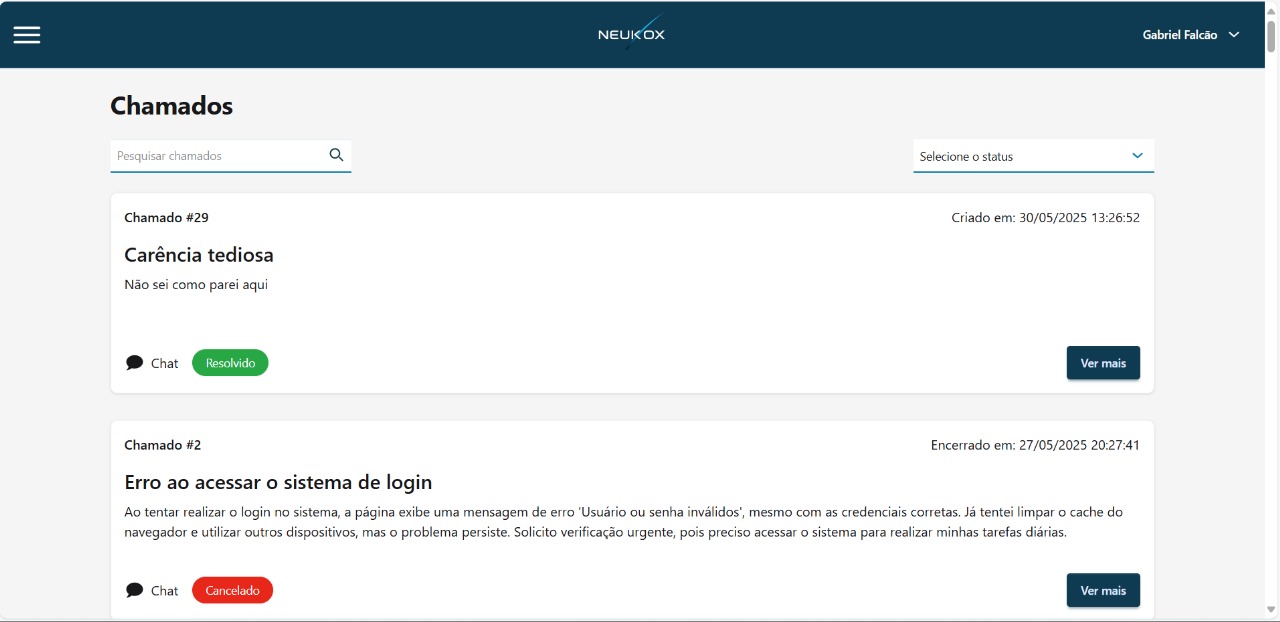 NEUKOX
Gabriel Falcão
Chamados
Pesquisar chamados
Selecione o status
Chamado #29
Criado em: 30/05/2025 13:26:52
Carência tediosa
Não sei como parei aqui
Chat
Resolvido
Ver mais
Chamado #2
Encerrado em: 27/05/2025 20:27:41
Erro ao acessar o sistema de login
Ao tentar realizar o login no sistema, a página exibe uma mensagem de erro 'Usuário ou senha inválidos', mesmo com as credenciais corretas. Já tentei limpar o cache do
navegador e utilizar outros dispositivos, mas o problema persiste. Solicito verificação urgente, pois preciso acessar o sistema para realizar minhas tarefas diárias.
Chat
Cancelado
Ver mais